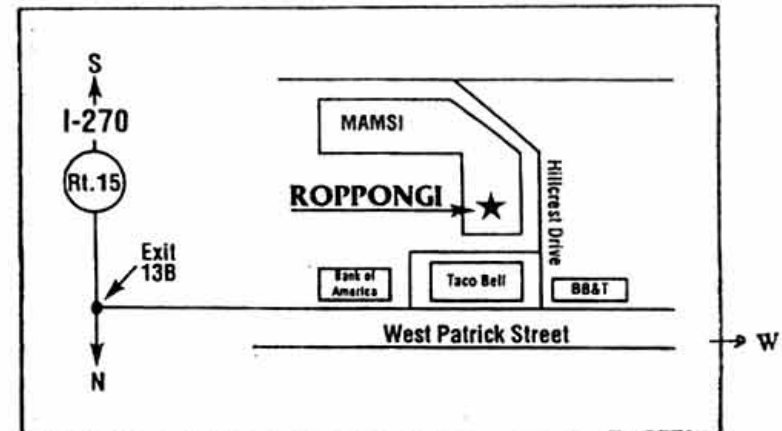 S
I-270
Rt.15
Exit
13B
N
MAMSI
ROPPONGI
Hillcrest Drive
Bank of
America
Taco Bell
BB&T
West Patrick Street
W